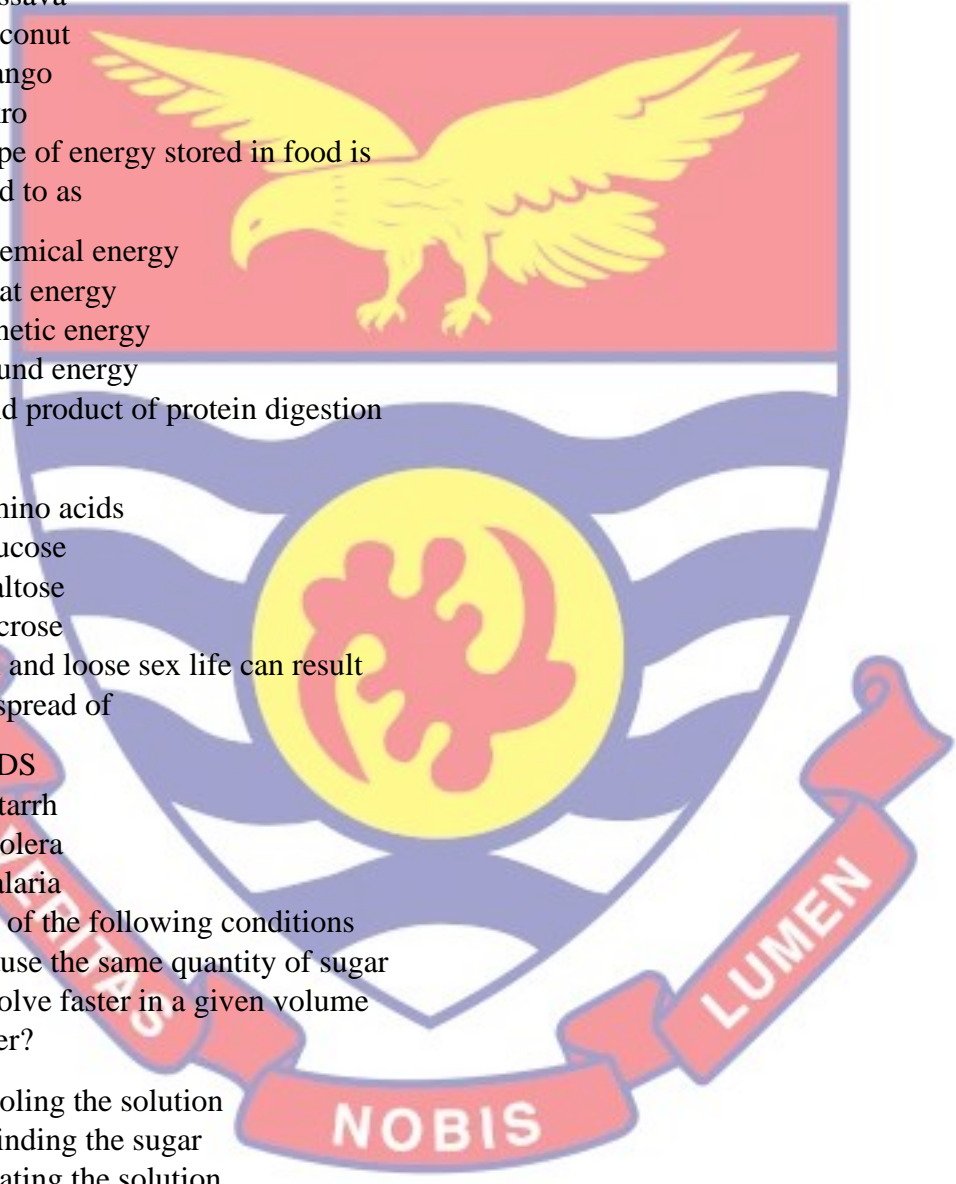 ssava
conut
ango
ro
pe of energy stored in food is
d to as
emical energy
at energy
netic energy
und energy
d product of protein digestion
ino acids
ucose
altose
crose
and loose sex life can result
spread of
DS
tarrh
olera
alaria
of the following conditions
use the same quantity of sugar
olve faster in a given volume
er?
oling the solution
inding the sugar
ating the solution
VERITAS
NOBIS
LUMEN